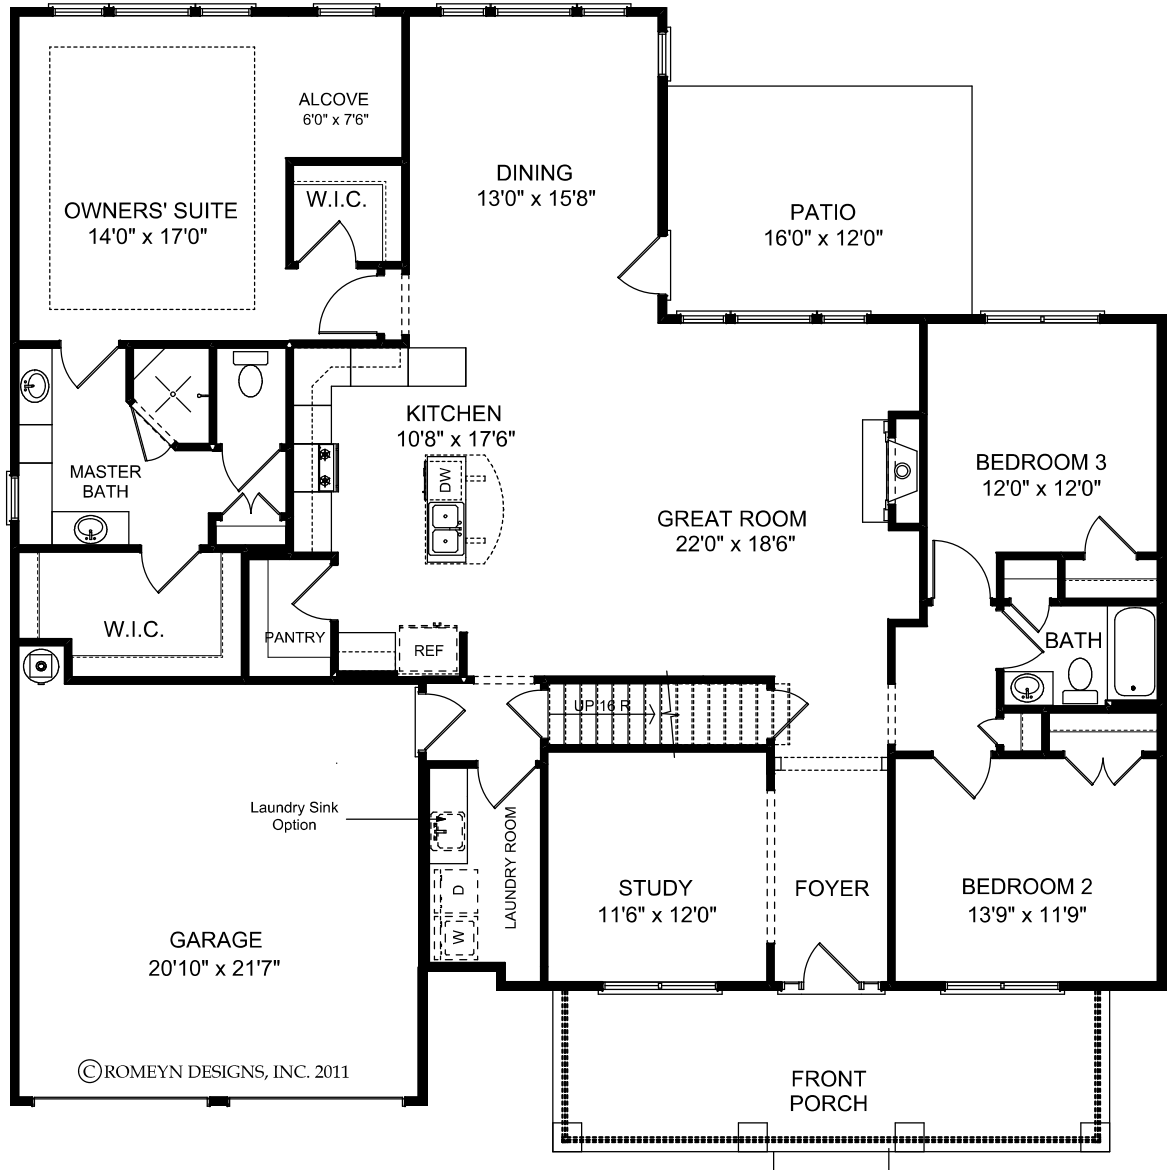 ALCOVE
6'0" x 7'6"
DINING
13'0" x 15'8"
W.I.C.
OWNERS' SUITE
14'0" x 17'0"
PATIO
16'0" x 12'0"
KITCHEN
10'8" x 17'6"
MASTER
BATH
DW
BEDROOM 3
12'0" x 12'0"
GREAT ROOM
22'0" x 18'6"
W.I.C.
PANTRY
REF
BATH
UP 16 R
Laundry Sink
Option
LAUNDRY ROOM
D
W
STUDY
11'6" x 12'0"
FOYER
BEDROOM 2
13'9" x 11'9"
GARAGE
20'10" x 21'7"
©ROMEYN DESIGNS, INC. 2011
FRONT
PORCH